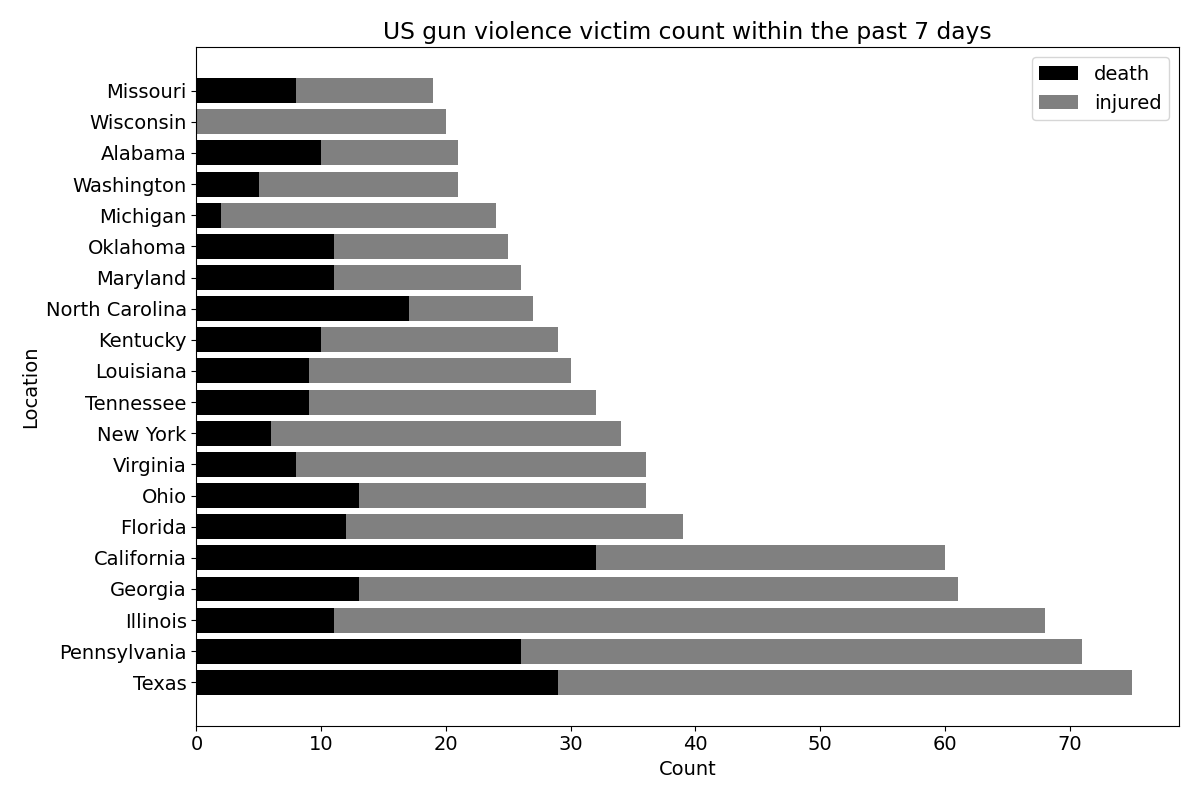 US gun violence victim count within the past 7 days
death
injured
Missouri
Wisconsin
Alabama
Washington
Michigan
Oklahoma
Maryland
North Carolina
Kentucky
Louisiana
Tennessee
New York
Virginia
Ohio
Florida
California
Georgia
Illinois
Pennsylvania
Texas
Location
0 10 20 30 40 50 60 70
Count